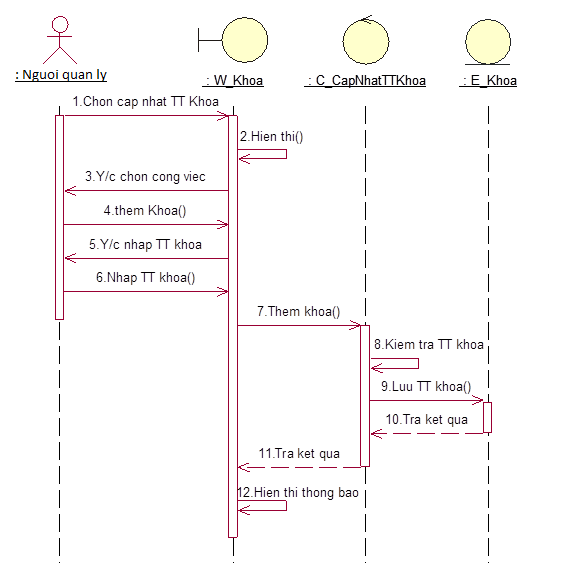 : Nguoi quan ly
: W_Khoa
: C_CapNhatTTKhoa
: E_Khoa
1.Chon cap nhat TT Khoa
2.Hien thi()
3.Y/c chon cong viec
4.them Khoa()
5.Y/c nhap TT khoa
6.Nhap TT khoa()
7.Them khoa()
8.Kiem tra TT khoa
9.Luu TT khoa()
10.Tra ket qua
11.Tra ket qua
12.Hien thi thong bao